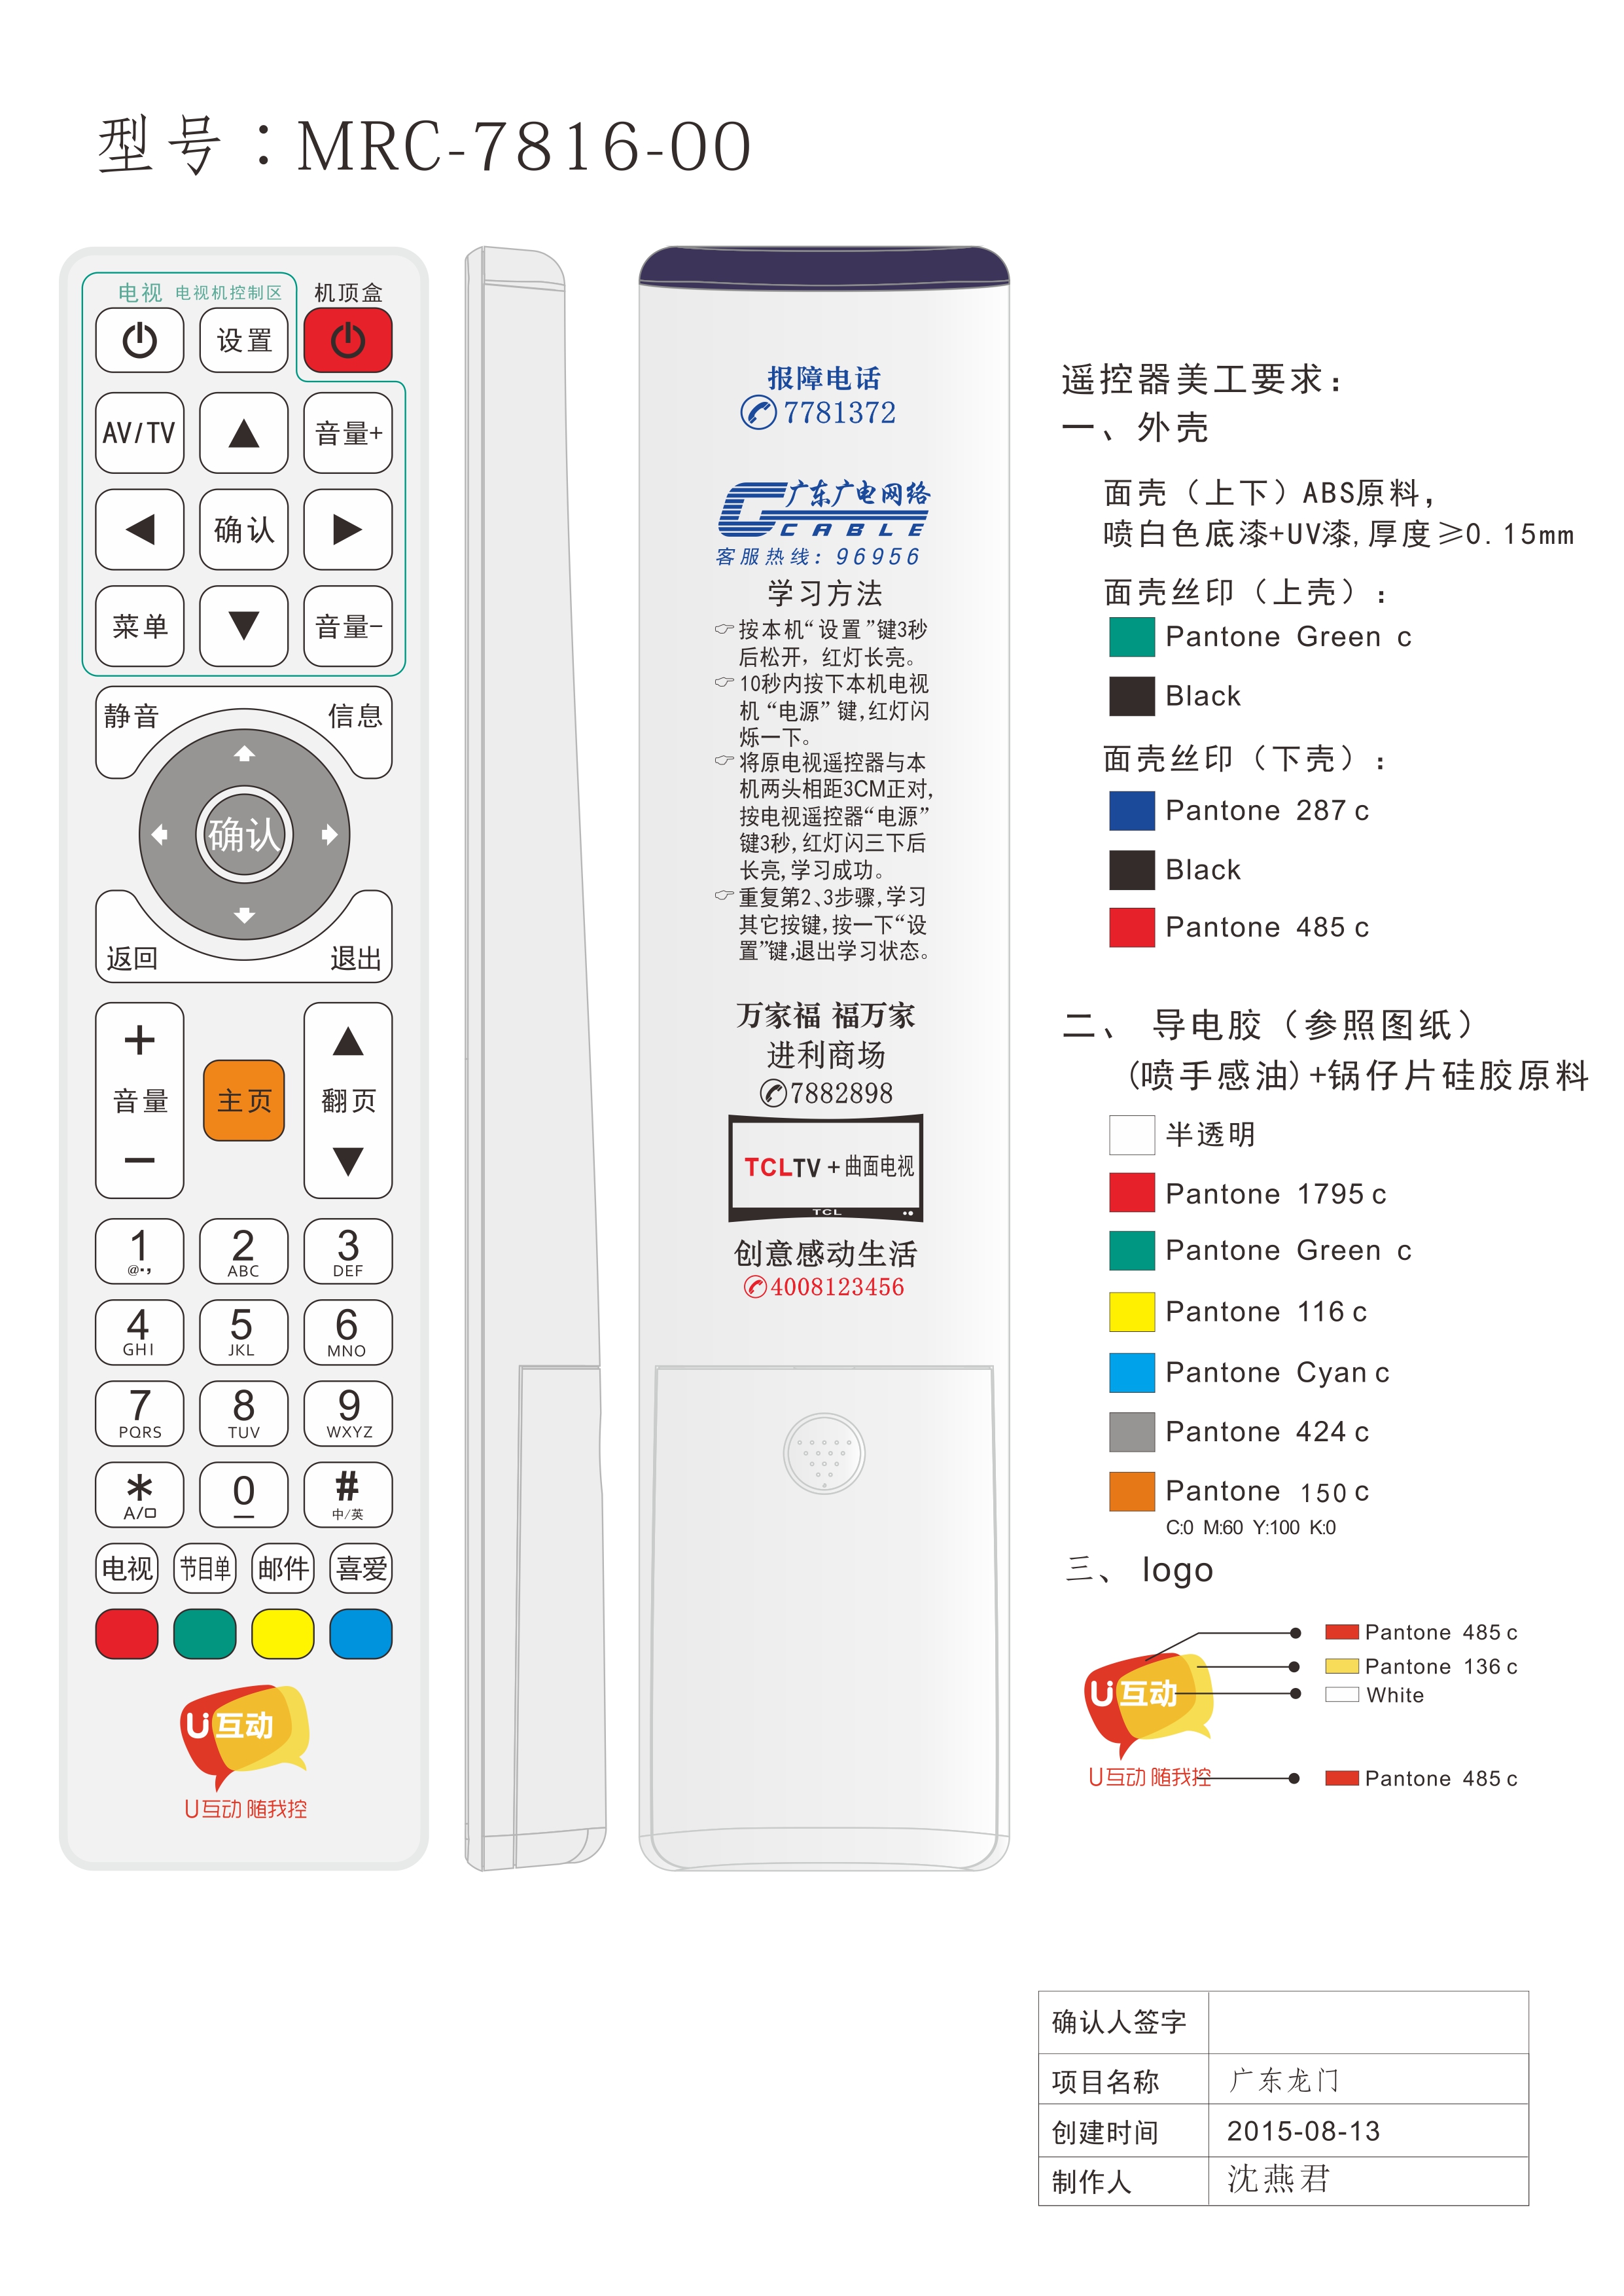 型号：MRC-7816-00
电视 电视机控制区 机顶盒
设置
AV/TV 音量+
确认
菜单 音量-
静音 信息
确认
返回 退出
+ ▲
音量 主页 翻页
− ▼
1 2 3
@·, ABC DEF
4 5 6
GHI JKL MNO
7 8 9
PQRS TUV WXYZ
* 0 #
A/ 中/英
电视 节目单 邮件 喜爱
U互动
U互动 随我控
报障电话
7781372
广东广电网络
CABLE
客服热线：96956
学习方法
☞按本机“设置”键3秒
后松开，红灯长亮。
☞10秒内按下本机电视
机“电源”键,红灯闪
烁一下。
☞将原电视遥控器与本
机两头相距3CM正对,
按电视遥控器“电源”
键3秒,红灯闪三下后
长亮,学习成功。
☞重复第2、3步骤,学习
其它按键,按一下“设
置”键,退出学习状态。
万家福 福万家
进利商场
7882898
TCLTV+曲面电视
TCL
创意感动生活
4008123456
遥控器美工要求：
一、外壳
面壳（上下）ABS原料，
喷白色底漆+UV漆,厚度≥0.15mm
面壳丝印（上壳）：
Pantone Green c
Black
面壳丝印（下壳）：
Pantone 287 c
Black
Pantone 485 c
二、 导电胶（参照图纸）
(喷手感油)+锅仔片硅胶原料
半透明
Pantone 1795 c
Pantone Green c
Pantone 116 c
Pantone Cyan c
Pantone 424 c
Pantone 150 c
C:0 M:60 Y:100 K:0
三、 logo
Pantone 485 c
Pantone 136 c
White
U互动
U互动 随我控
Pantone 485 c
确认人签字
项目名称 广东龙门
创建时间 2015-08-13
制作人 沈燕君